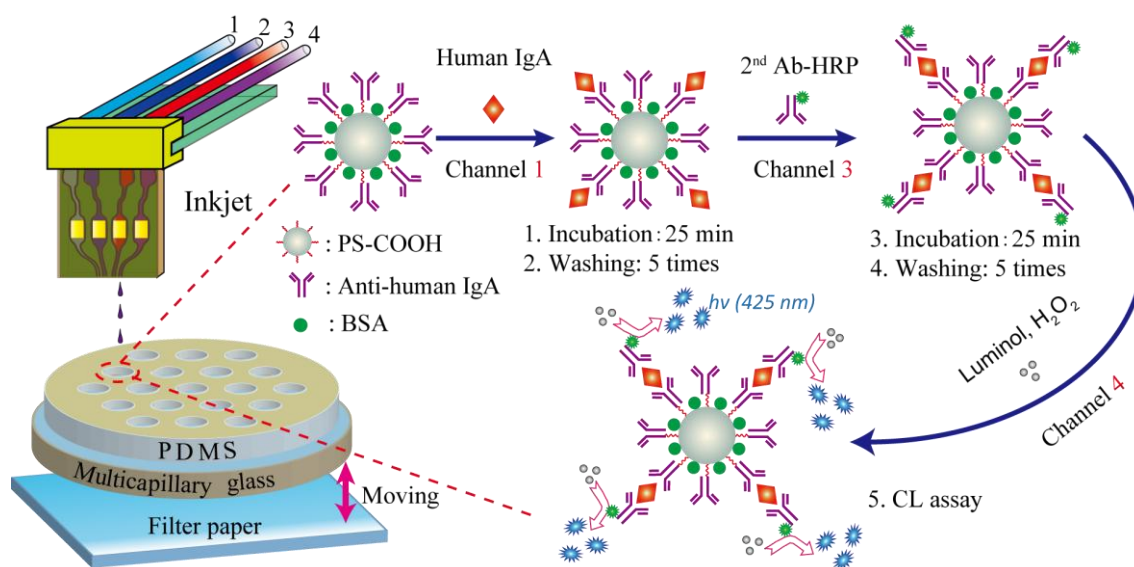 1
2
3
4
Inkjet
Human IgA
Channel 1
2nd Ab-HRP
Channel 3
: PS-COOH
: Anti-human IgA
: BSA
1. Incubation: 25 min
2. Washing: 5 times
3. Incubation: 25 min
4. Washing: 5 times
hv (425 nm)
Luminol, H2O2
Channel 4
5. CL assay
PDMS
Multicapillary glass
Moving
Filter paper